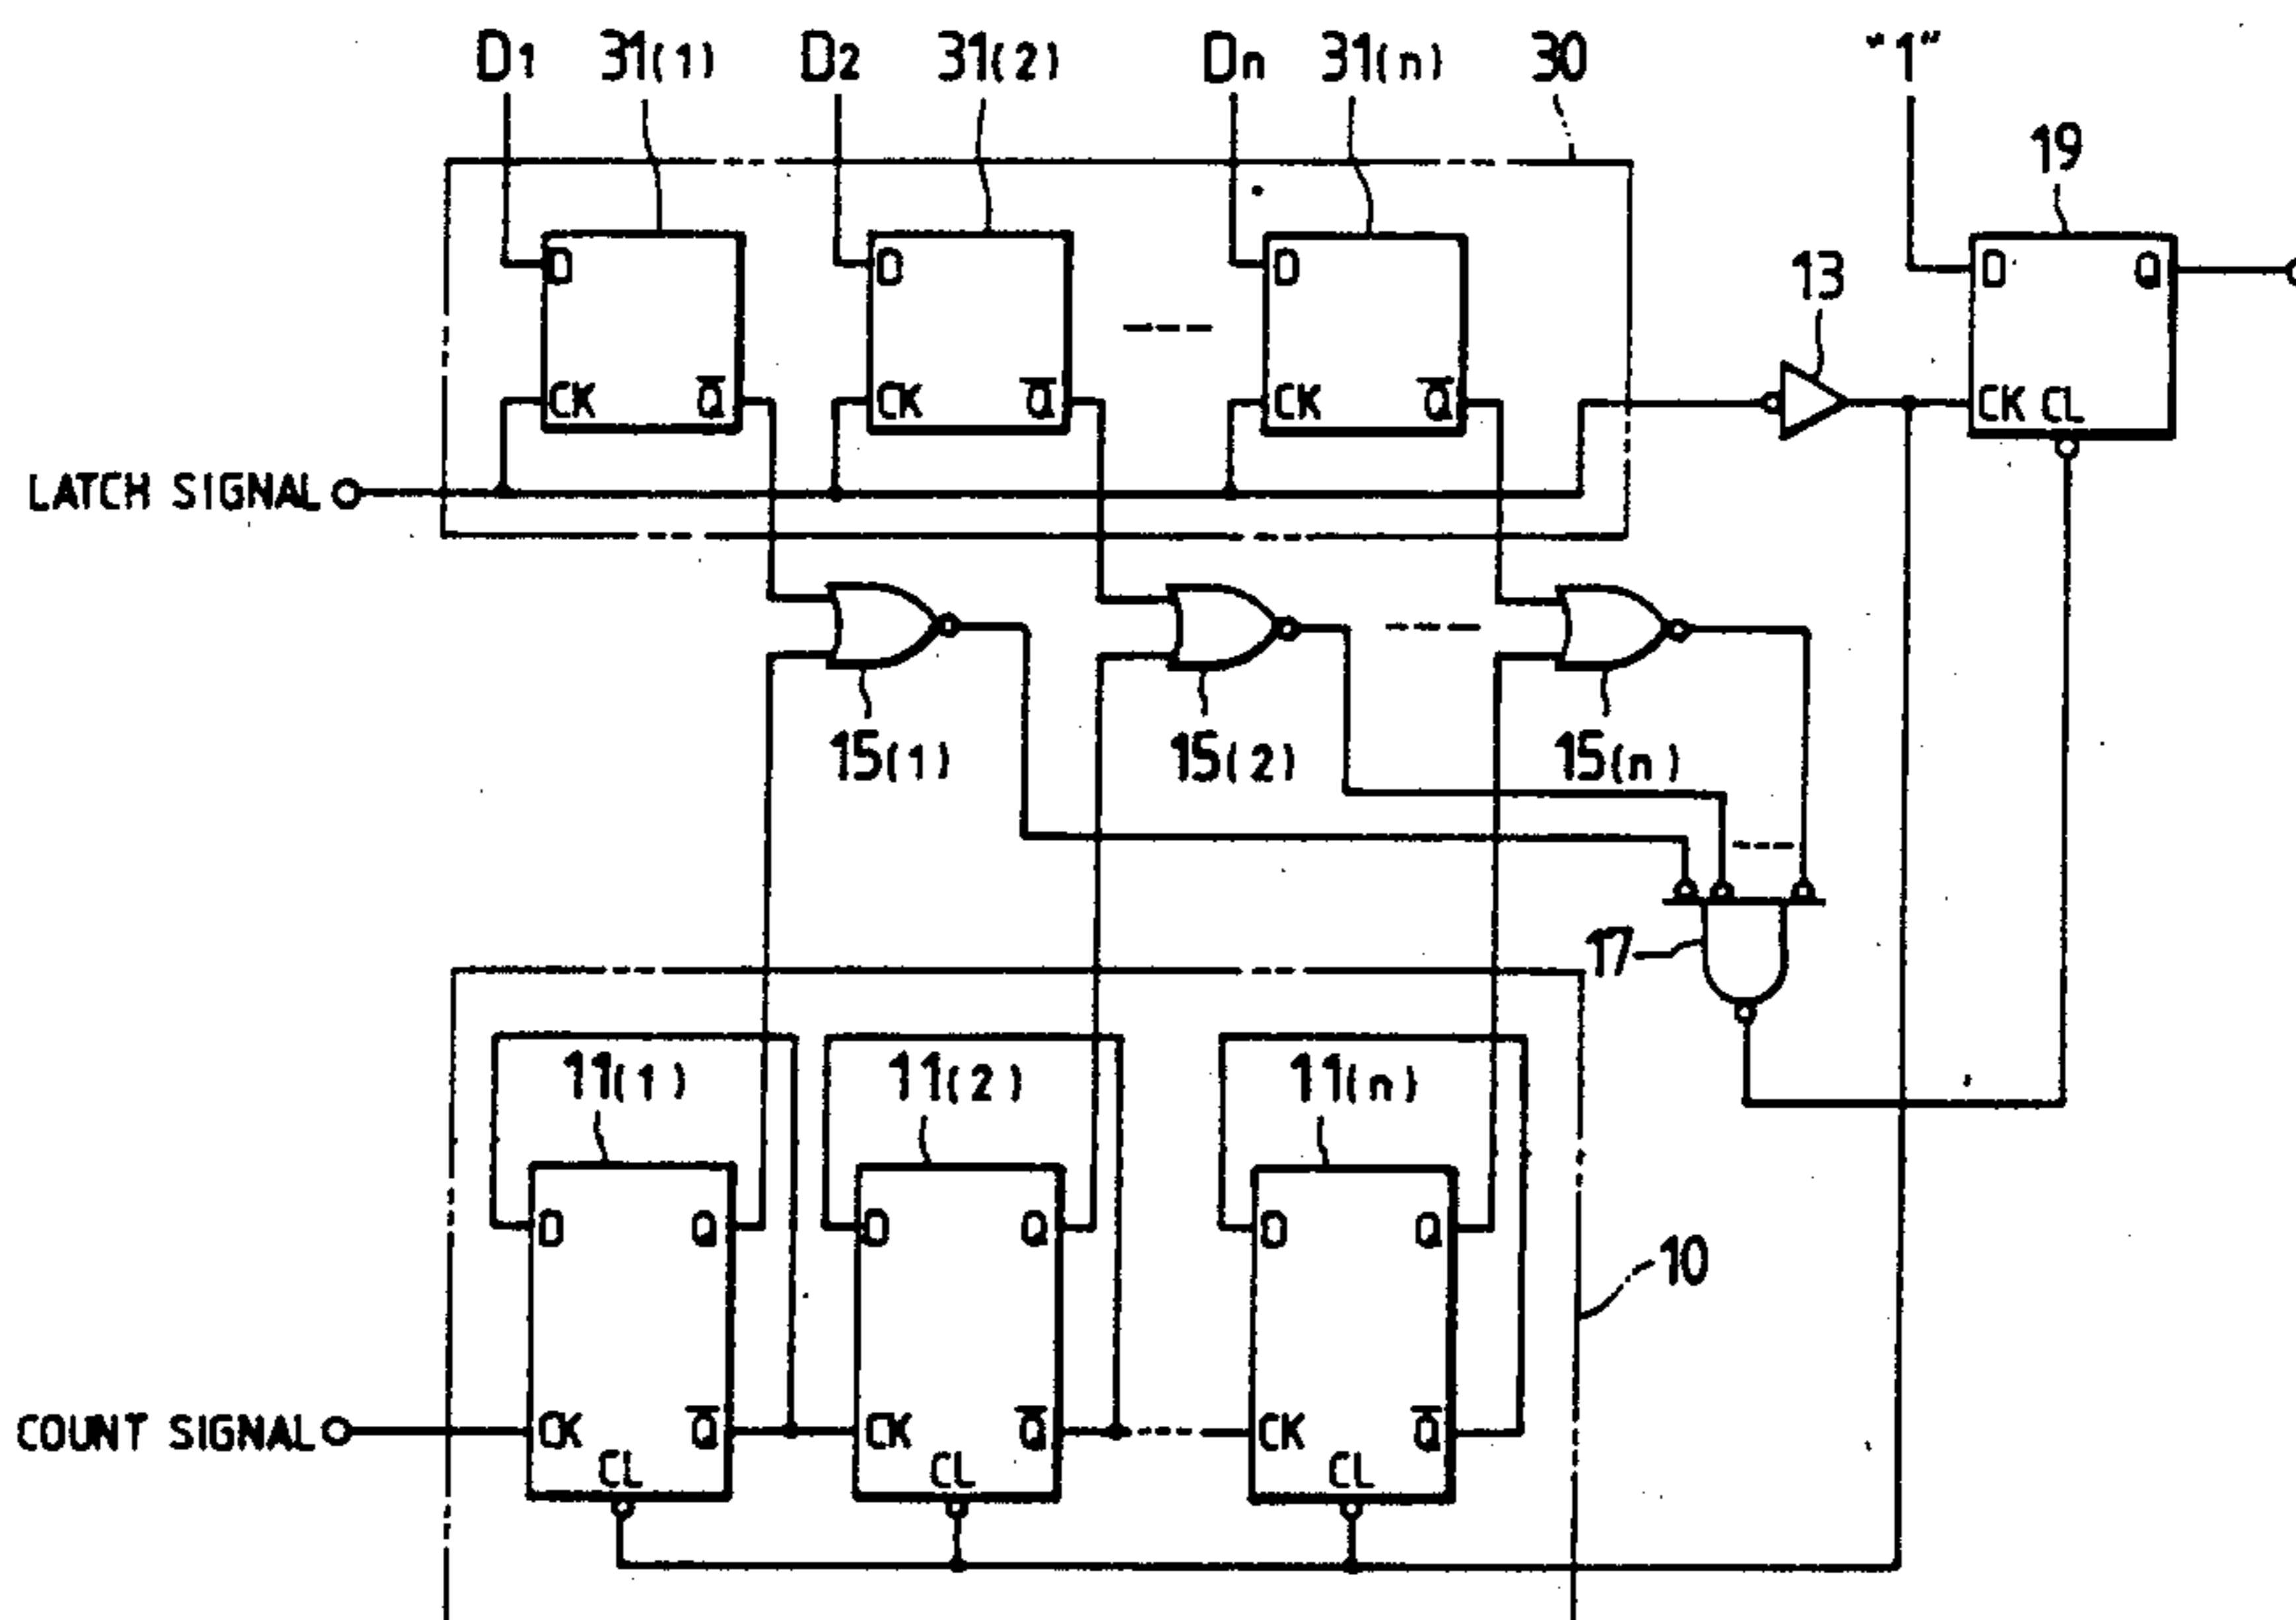 D1 31(1) D2 31(2) Dn 31(n) 30 "1"
19
D D D D Q
13
CK Q̅ CK Q̅ CK Q̅ CK CL
LATCH SIGNAL
15(1) 15(2) 15(n)
17
11(1) 11(2) 11(n)
D Q D Q D Q
10
COUNT SIGNAL CK Q̅ CK Q̅ CK Q̅
CL CL CL